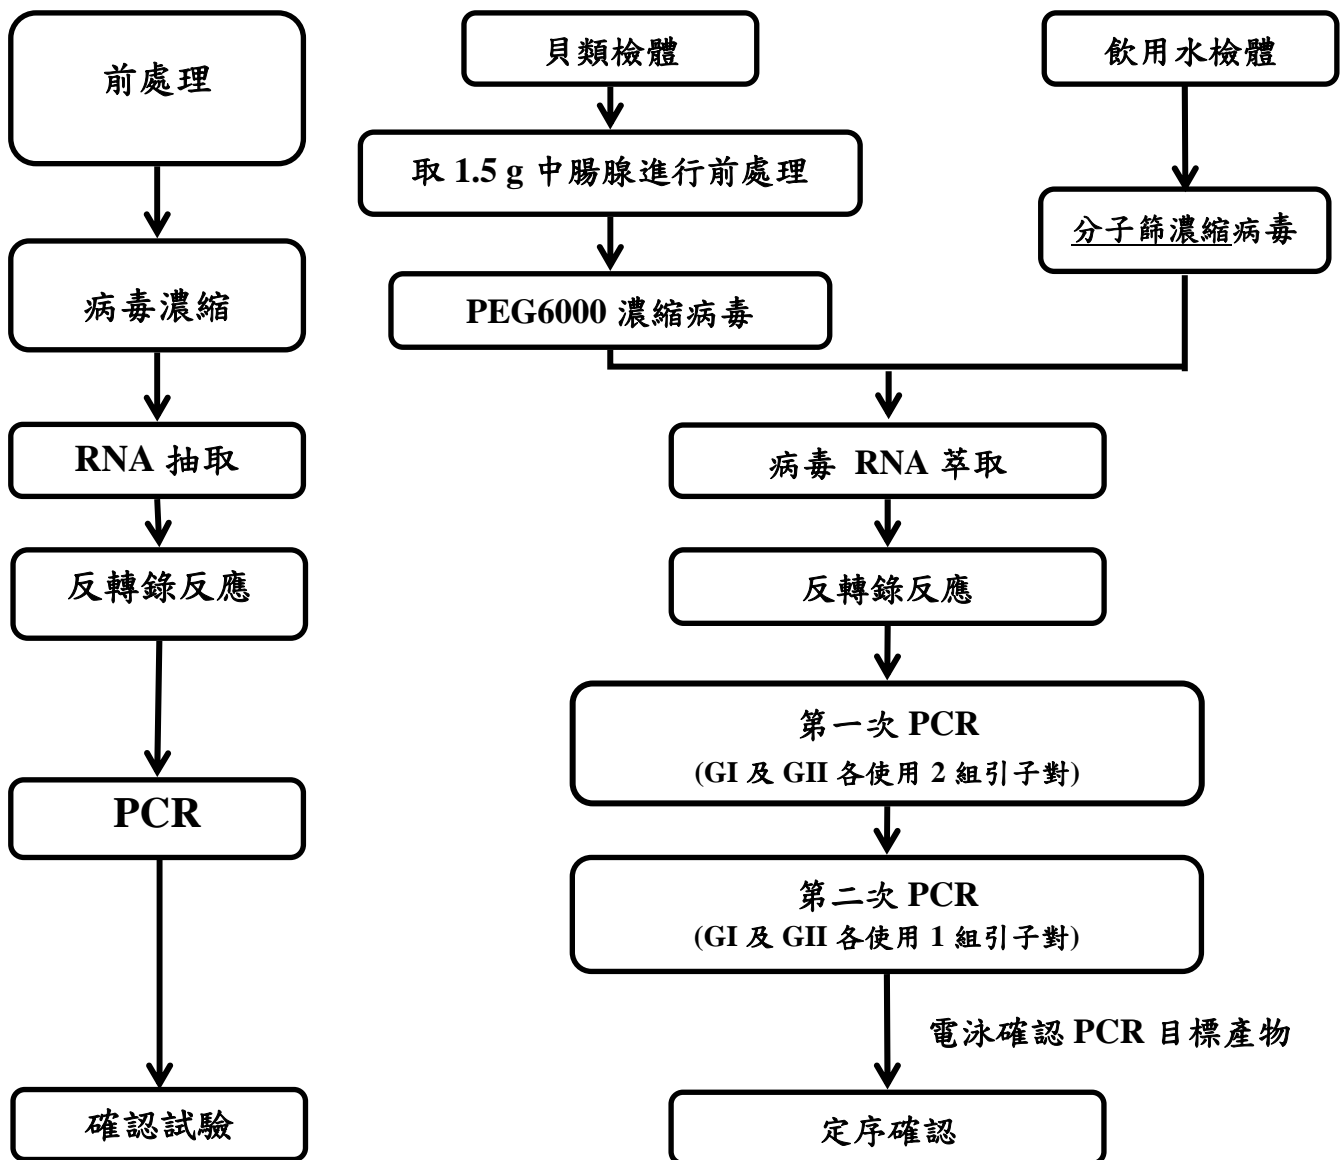 前處理
病毒濃縮
RNA 抽取
反轉錄反應
PCR
確認試驗
貝類檢體
取 1.5 g 中腸腺進行前處理
PEG6000 濃縮病毒
飲用水檢體
分子篩濃縮病毒
病毒 RNA 萃取
反轉錄反應
第一次 PCR
(GI 及 GII 各使用 2 組引子對)
第二次 PCR
(GI 及 GII 各使用 1 組引子對)
電泳確認 PCR 目標產物
定序確認